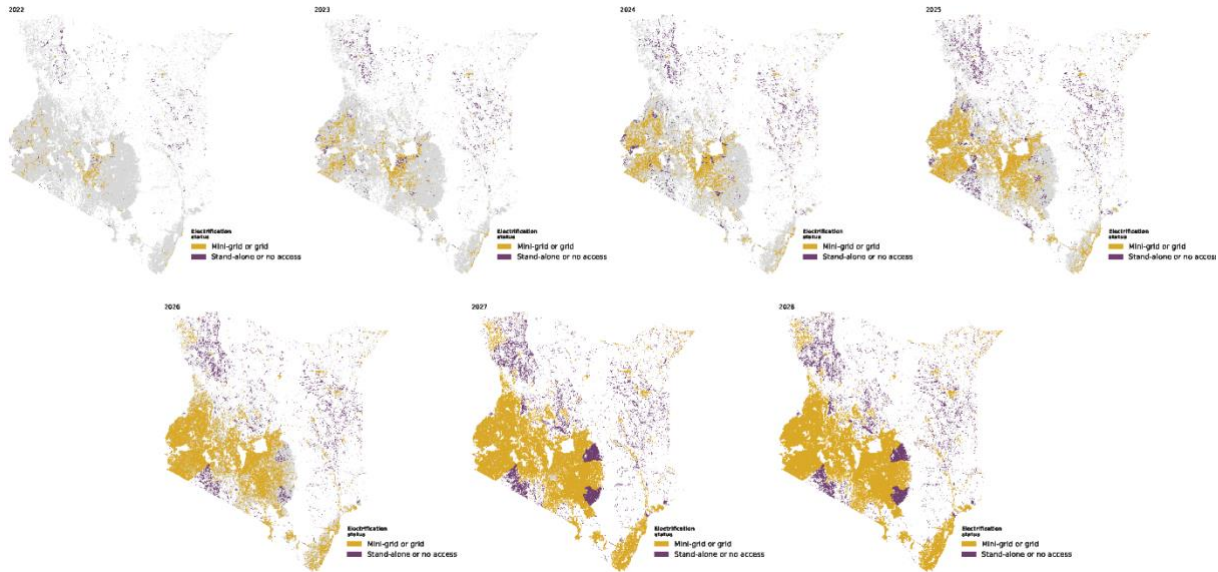 2022
2023
2024
2025
Electrification
status
Mini-grid or grid
Stand-alone or no access
Electrification
status
Mini-grid or grid
Stand-alone or no access
Electrification
status
Mini-grid or grid
Stand-alone or no access
Electrification
status
Mini-grid or grid
Stand-alone or no access
2026
2027
2028
Electrification
status
Mini-grid or grid
Stand-alone or no access
Electrification
status
Mini-grid or grid
Stand-alone or no access
Electrification
status
Mini-grid or grid
Stand-alone or no access